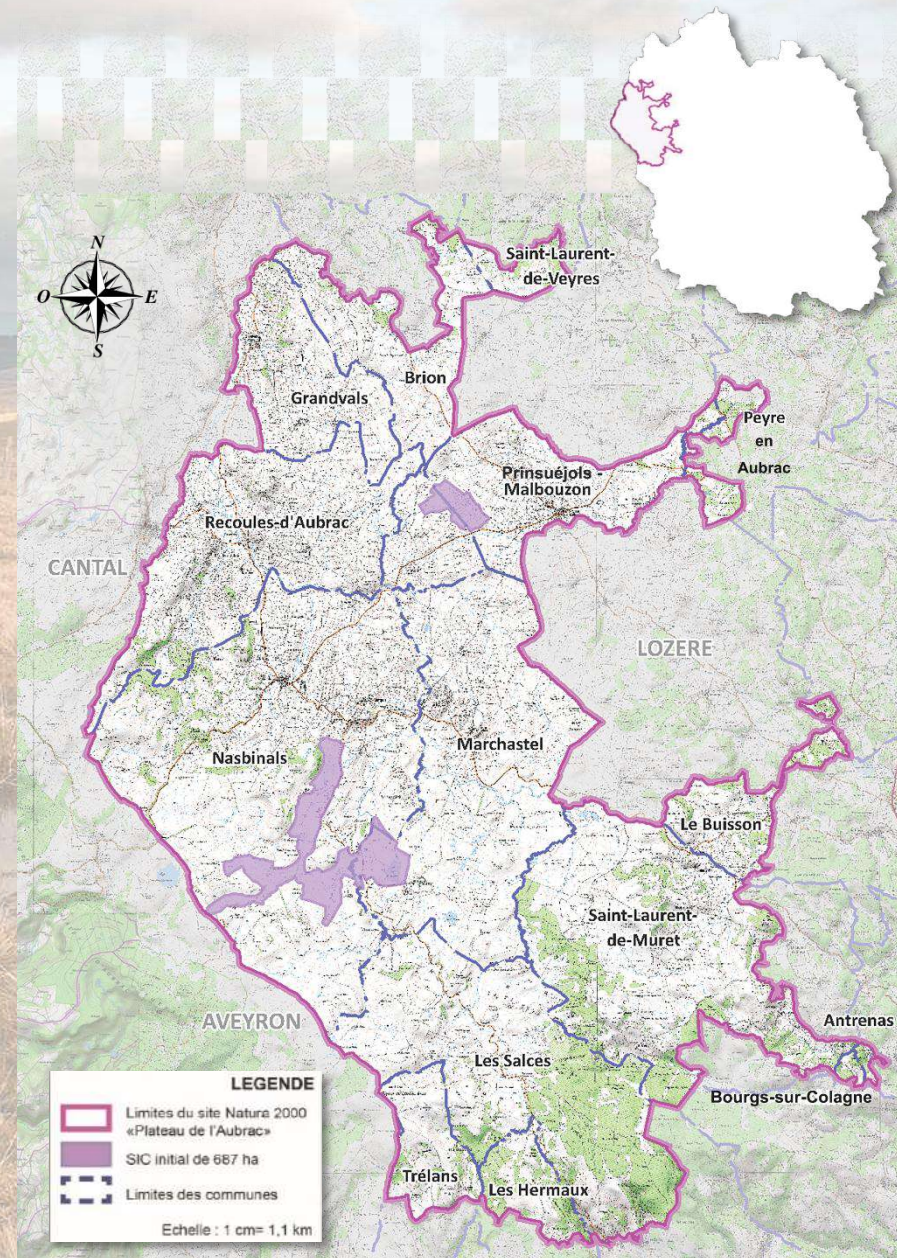 N
O
E
S
Saint-Laurent-
de-Veyres
Brion
Grandvals
Peyre
en
Aubrac
Prinsuéjols -
Malbouzon
Recoules-d'Aubrac
CANTAL
LOZERE
Nasbinals
Marchastel
Le Buisson
Saint-Laurent-
de-Muret
AVEYRON
Antrenas
Les Salces
Bourgs-sur-Colagne
Trélans
Les Hermaux
LEGENDE
Limites du site Natura 2000
«Plateau de l'Aubrac»
SIC initial de 687 ha
Limites des communes
Echelle : 1 cm= 1,1 km